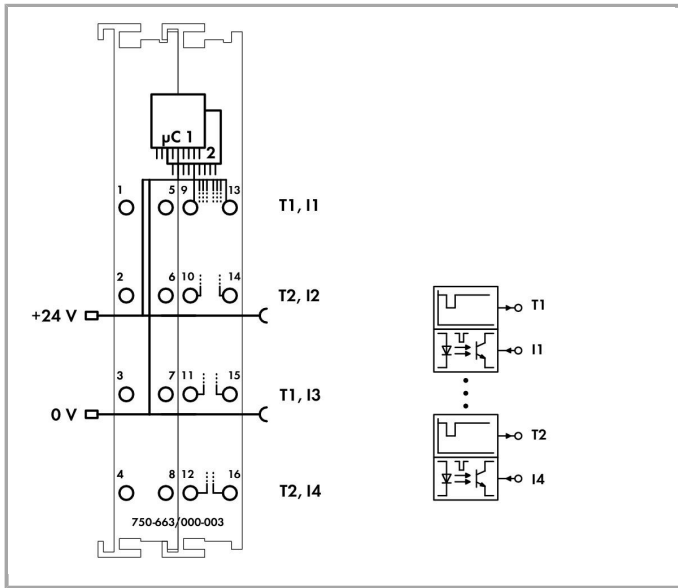 µC 1
2
1 5 9 13
T1, I1
2 6 10 14
T2, I2
+24 V
3 7 11 15
T1, I3
0 V
4 8 12 16
T2, I4
750-663/000-003
T1
I1
T2
I4